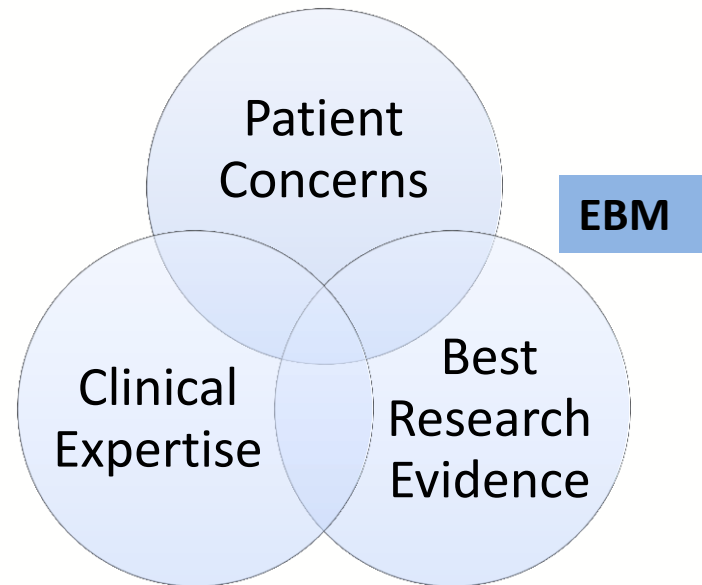 Patient
Concerns
EBM
Clinical
Expertise
Best
Research
Evidence